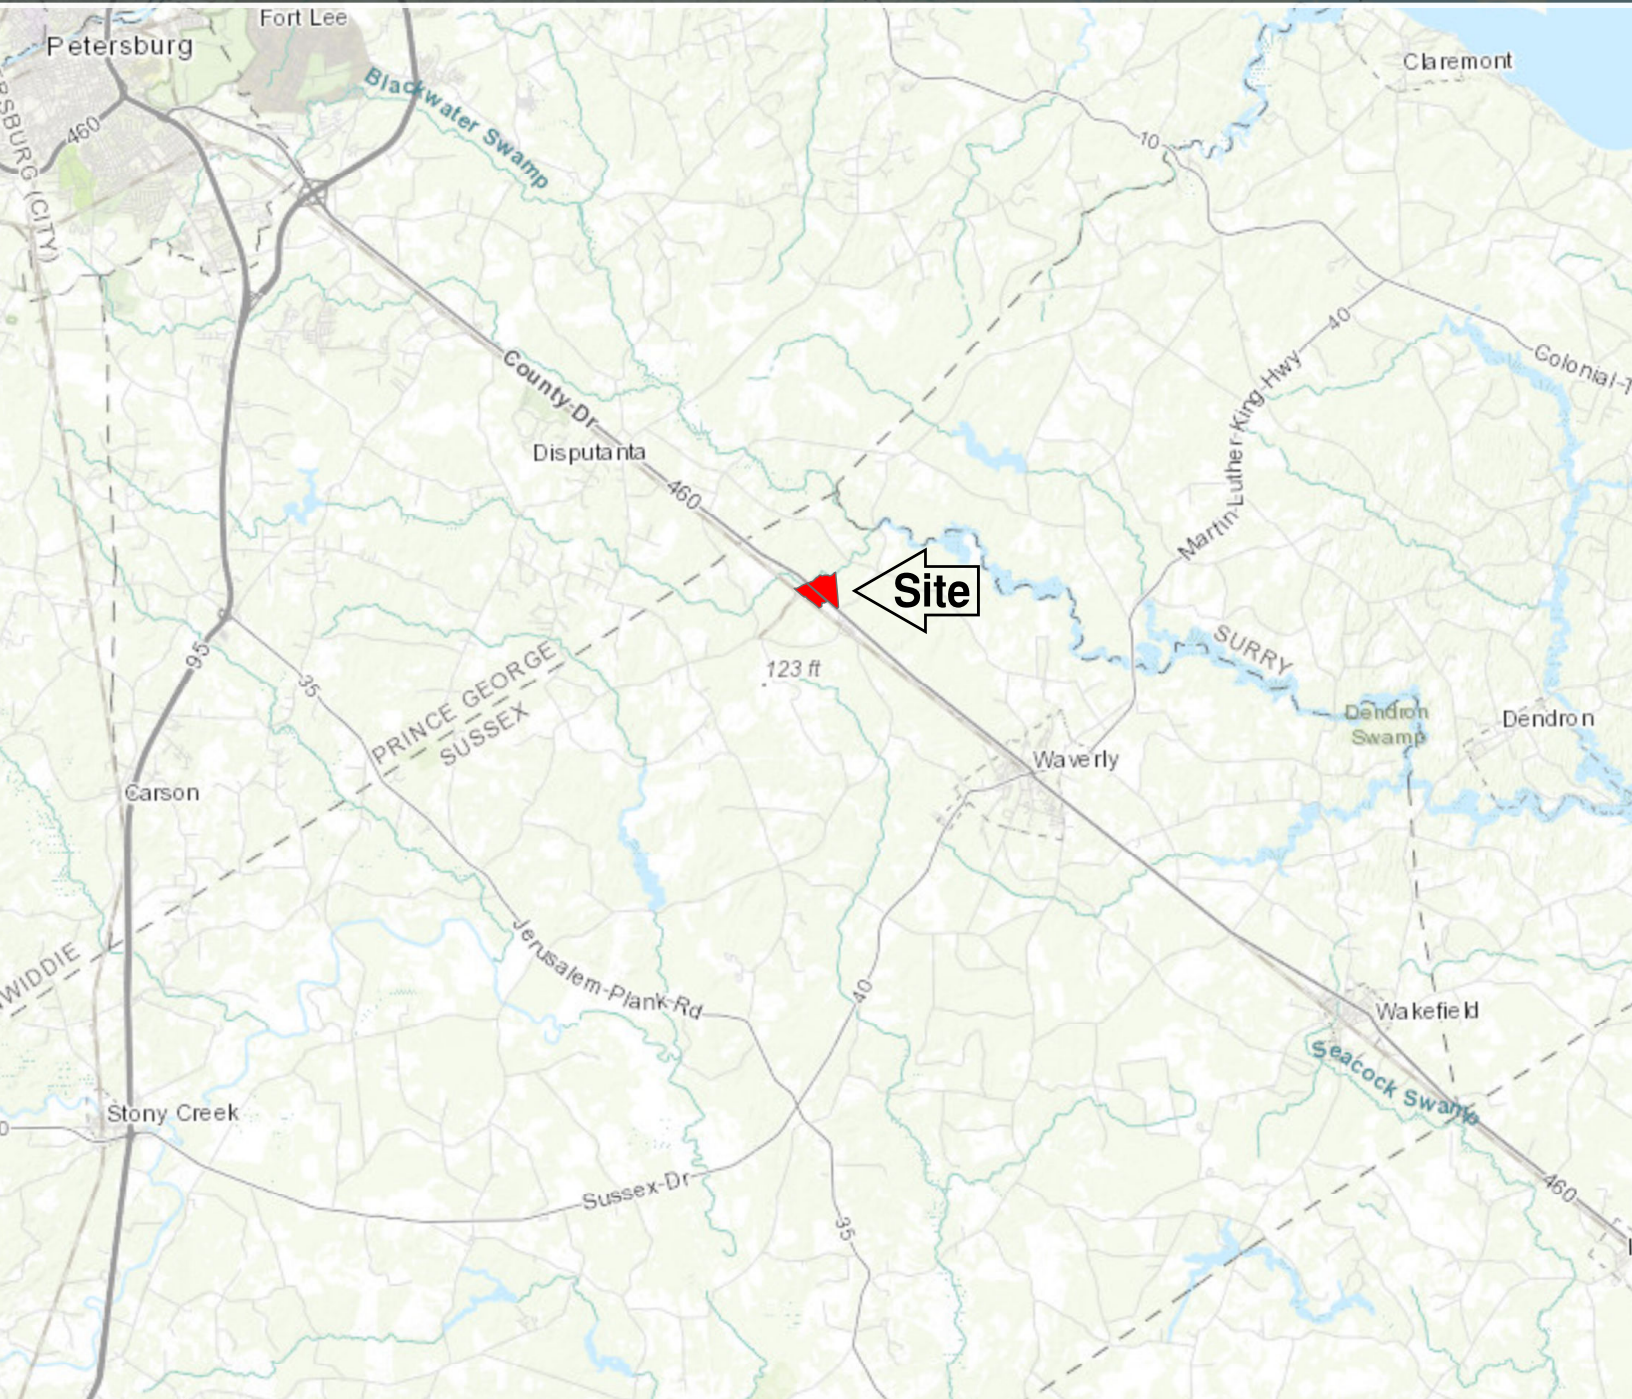 Fort Lee
Petersburg
Claremont
Blackwater Swamp
460
RSBURG (CITY)
10
40
Colonial-T
County-Dr
Martin-Luther-King-Hwy
Disputanta
460
Site
SURRY
95
35
123 ft
PRINCE GEORGE
SUSSEX
Dendron
Swamp
Dendron
Waverly
Carson
WIDDIE
Jerusalem-Plank-Rd
40
Wakefield
Seacock Swamp
Stony Creek
0
Sussex-Dr
460
35